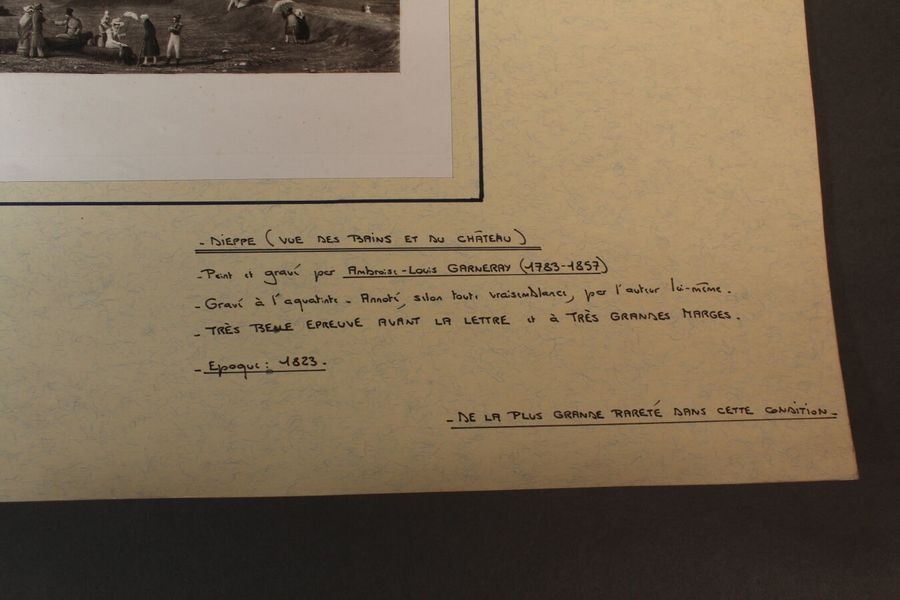 - DIEPPE (VUE DES BAINS ET DU CHÂTEAU)
- Peint et gravé par Ambroise-Louis GARNERAY (1783-1857)
- Gravé à l'aquatinte - Annoté, selon toute vraisemblance, par l'auteur lui-même.
- TRÈS BELLE EPREUVE AVANT LA LETTRE et à TRÈS GRANDES MARGES.
- Epoque : 1823.
- DE LA PLUS GRANDE RARETÉ DANS CETTE CONDITION -